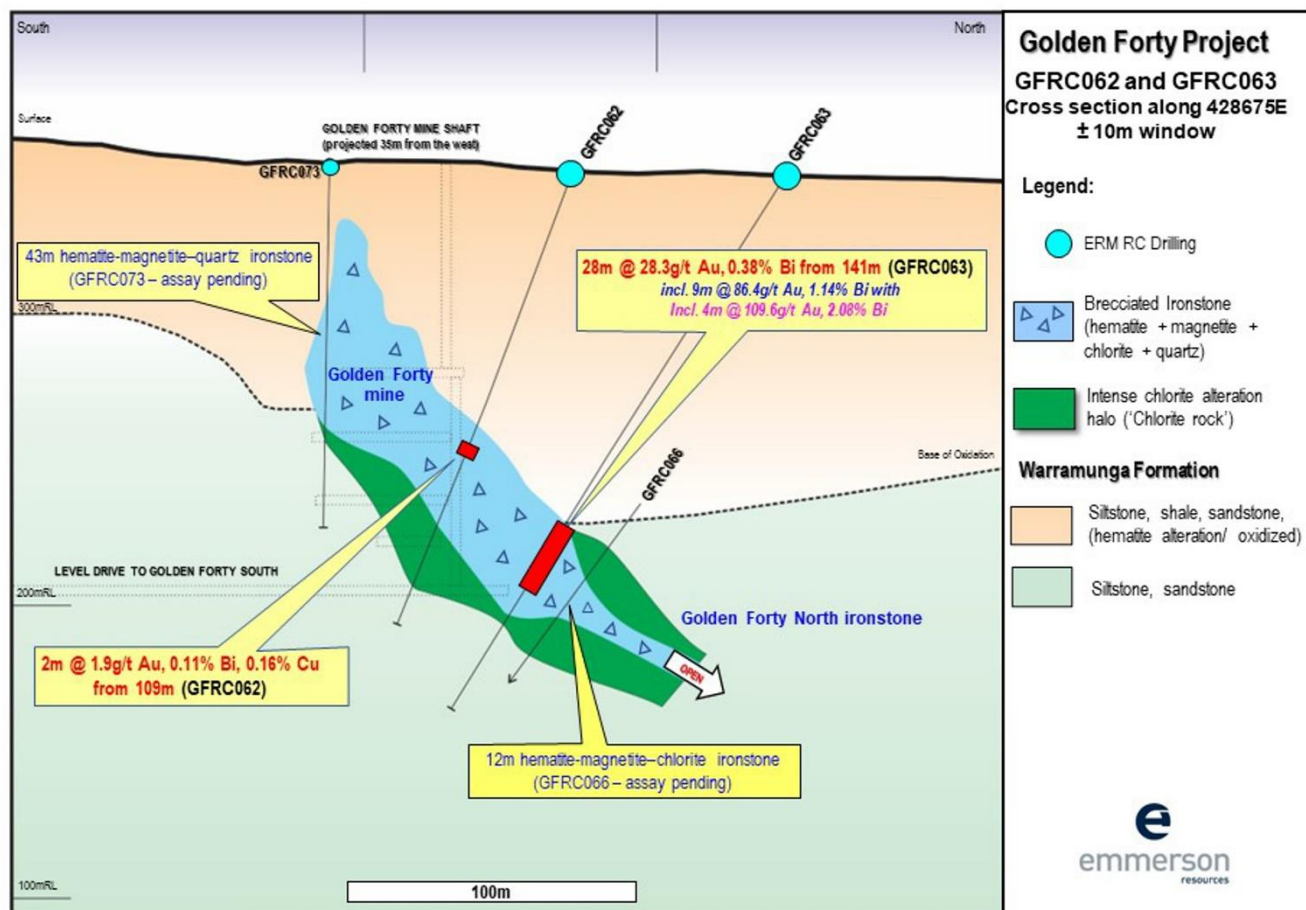 South
North
Surface
GOLDEN FORTY MINE SHAFT
(projected 35m from the west)
GFRC073
GFRC062
GFRC063
43m hematite-magnetite–quartz ironstone
(GFRC073 – assay pending)
28m @ 28.3g/t Au, 0.38% Bi from 141m (GFRC063)
incl. 9m @ 86.4g/t Au, 1.14% Bi with
Incl. 4m @ 109.6g/t Au, 2.08% Bi
300mRL
Golden Forty
mine
GFRC066
Base of Oxidation
LEVEL DRIVE TO GOLDEN FORTY SOUTH
200mRL
Golden Forty North ironstone
OPEN
2m @ 1.9g/t Au, 0.11% Bi, 0.16% Cu
from 109m (GFRC062)
12m hematite-magnetite–chlorite ironstone
(GFRC066 – assay pending)
100mRL
100m
Golden Forty Project
GFRC062 and GFRC063
Cross section along 428675E
± 10m window
Legend:
ERM RC Drilling
Brecciated Ironstone
(hematite + magnetite +
chlorite + quartz)
Intense chlorite alteration
halo (‘Chlorite rock’)
Warramunga Formation
Siltstone, shale, sandstone,
(hematite alteration/ oxidized)
Siltstone, sandstone
e
emmerson
resources